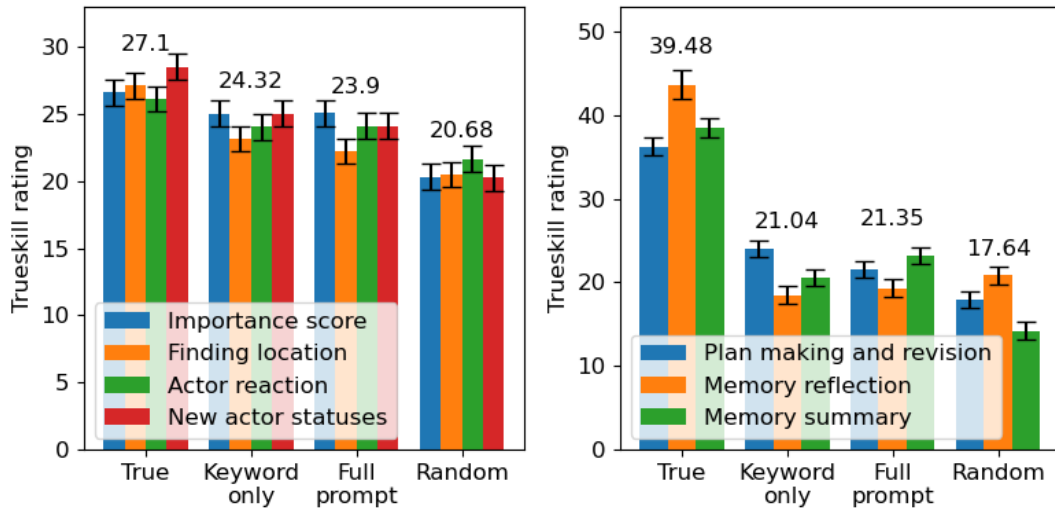 Trueskill rating
30
25
20
15
10
5
0
27.1
24.32
23.9
20.68
Importance score
Finding location
Actor reaction
New actor statuses
True
Keyword
only
Full
prompt
Random
Trueskill rating
50
40
30
20
10
0
39.48
21.04
21.35
17.64
Plan making and revision
Memory reflection
Memory summary
True
Keyword
only
Full
prompt
Random